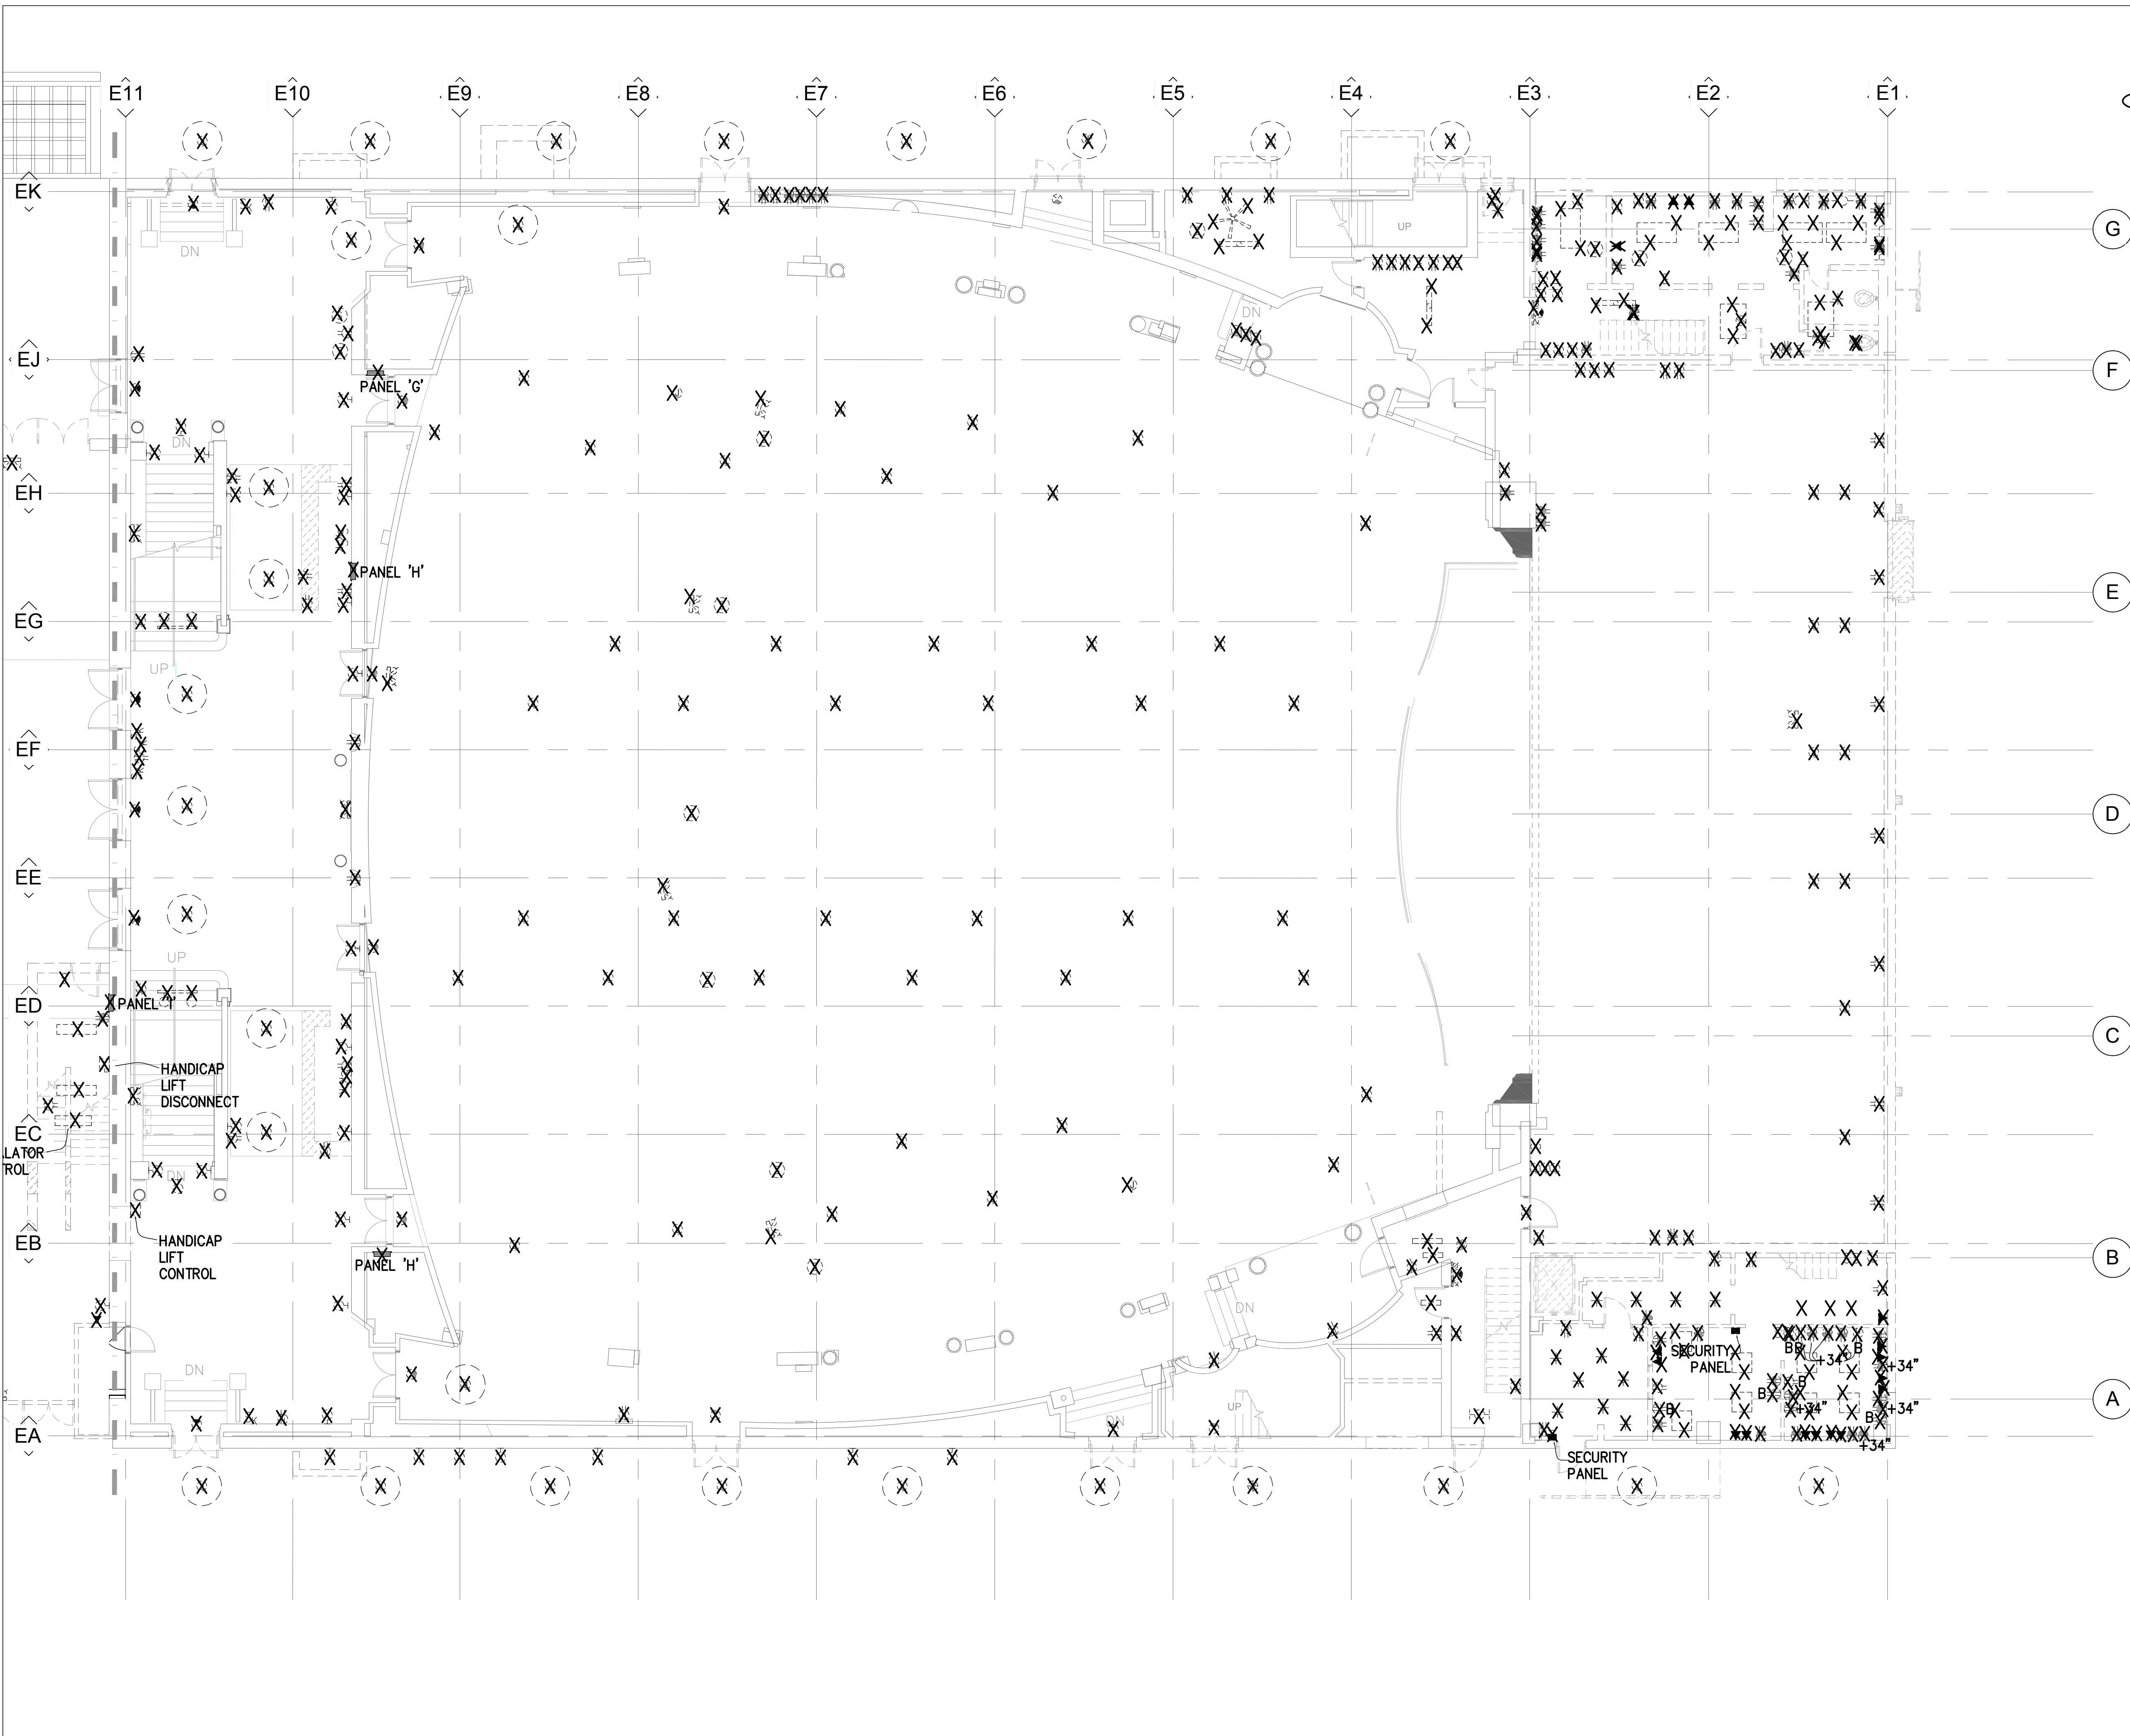 E11 E10 E9 E8 E7 E6 E5 E4 E3 E2 E1
EK
G
DN
UP
DN
EJ
F
PANEL 'G'
DN
EH
PANEL 'H'
E
EG
UP
EF
D
EE
UP
ED
PANEL 'I'
C
HANDICAP
LIFT
DISCONNECT
EC
LATOR
TROL
DN
HANDICAP
LIFT
CONTROL
EB
PANEL 'H'
B
DN
SECURITY
PANEL
B
B
B
+34"
+34"
DN
B
B
B
+34"
+34"
B
UP
DN
A
EA
+34"
SECURITY
PANEL